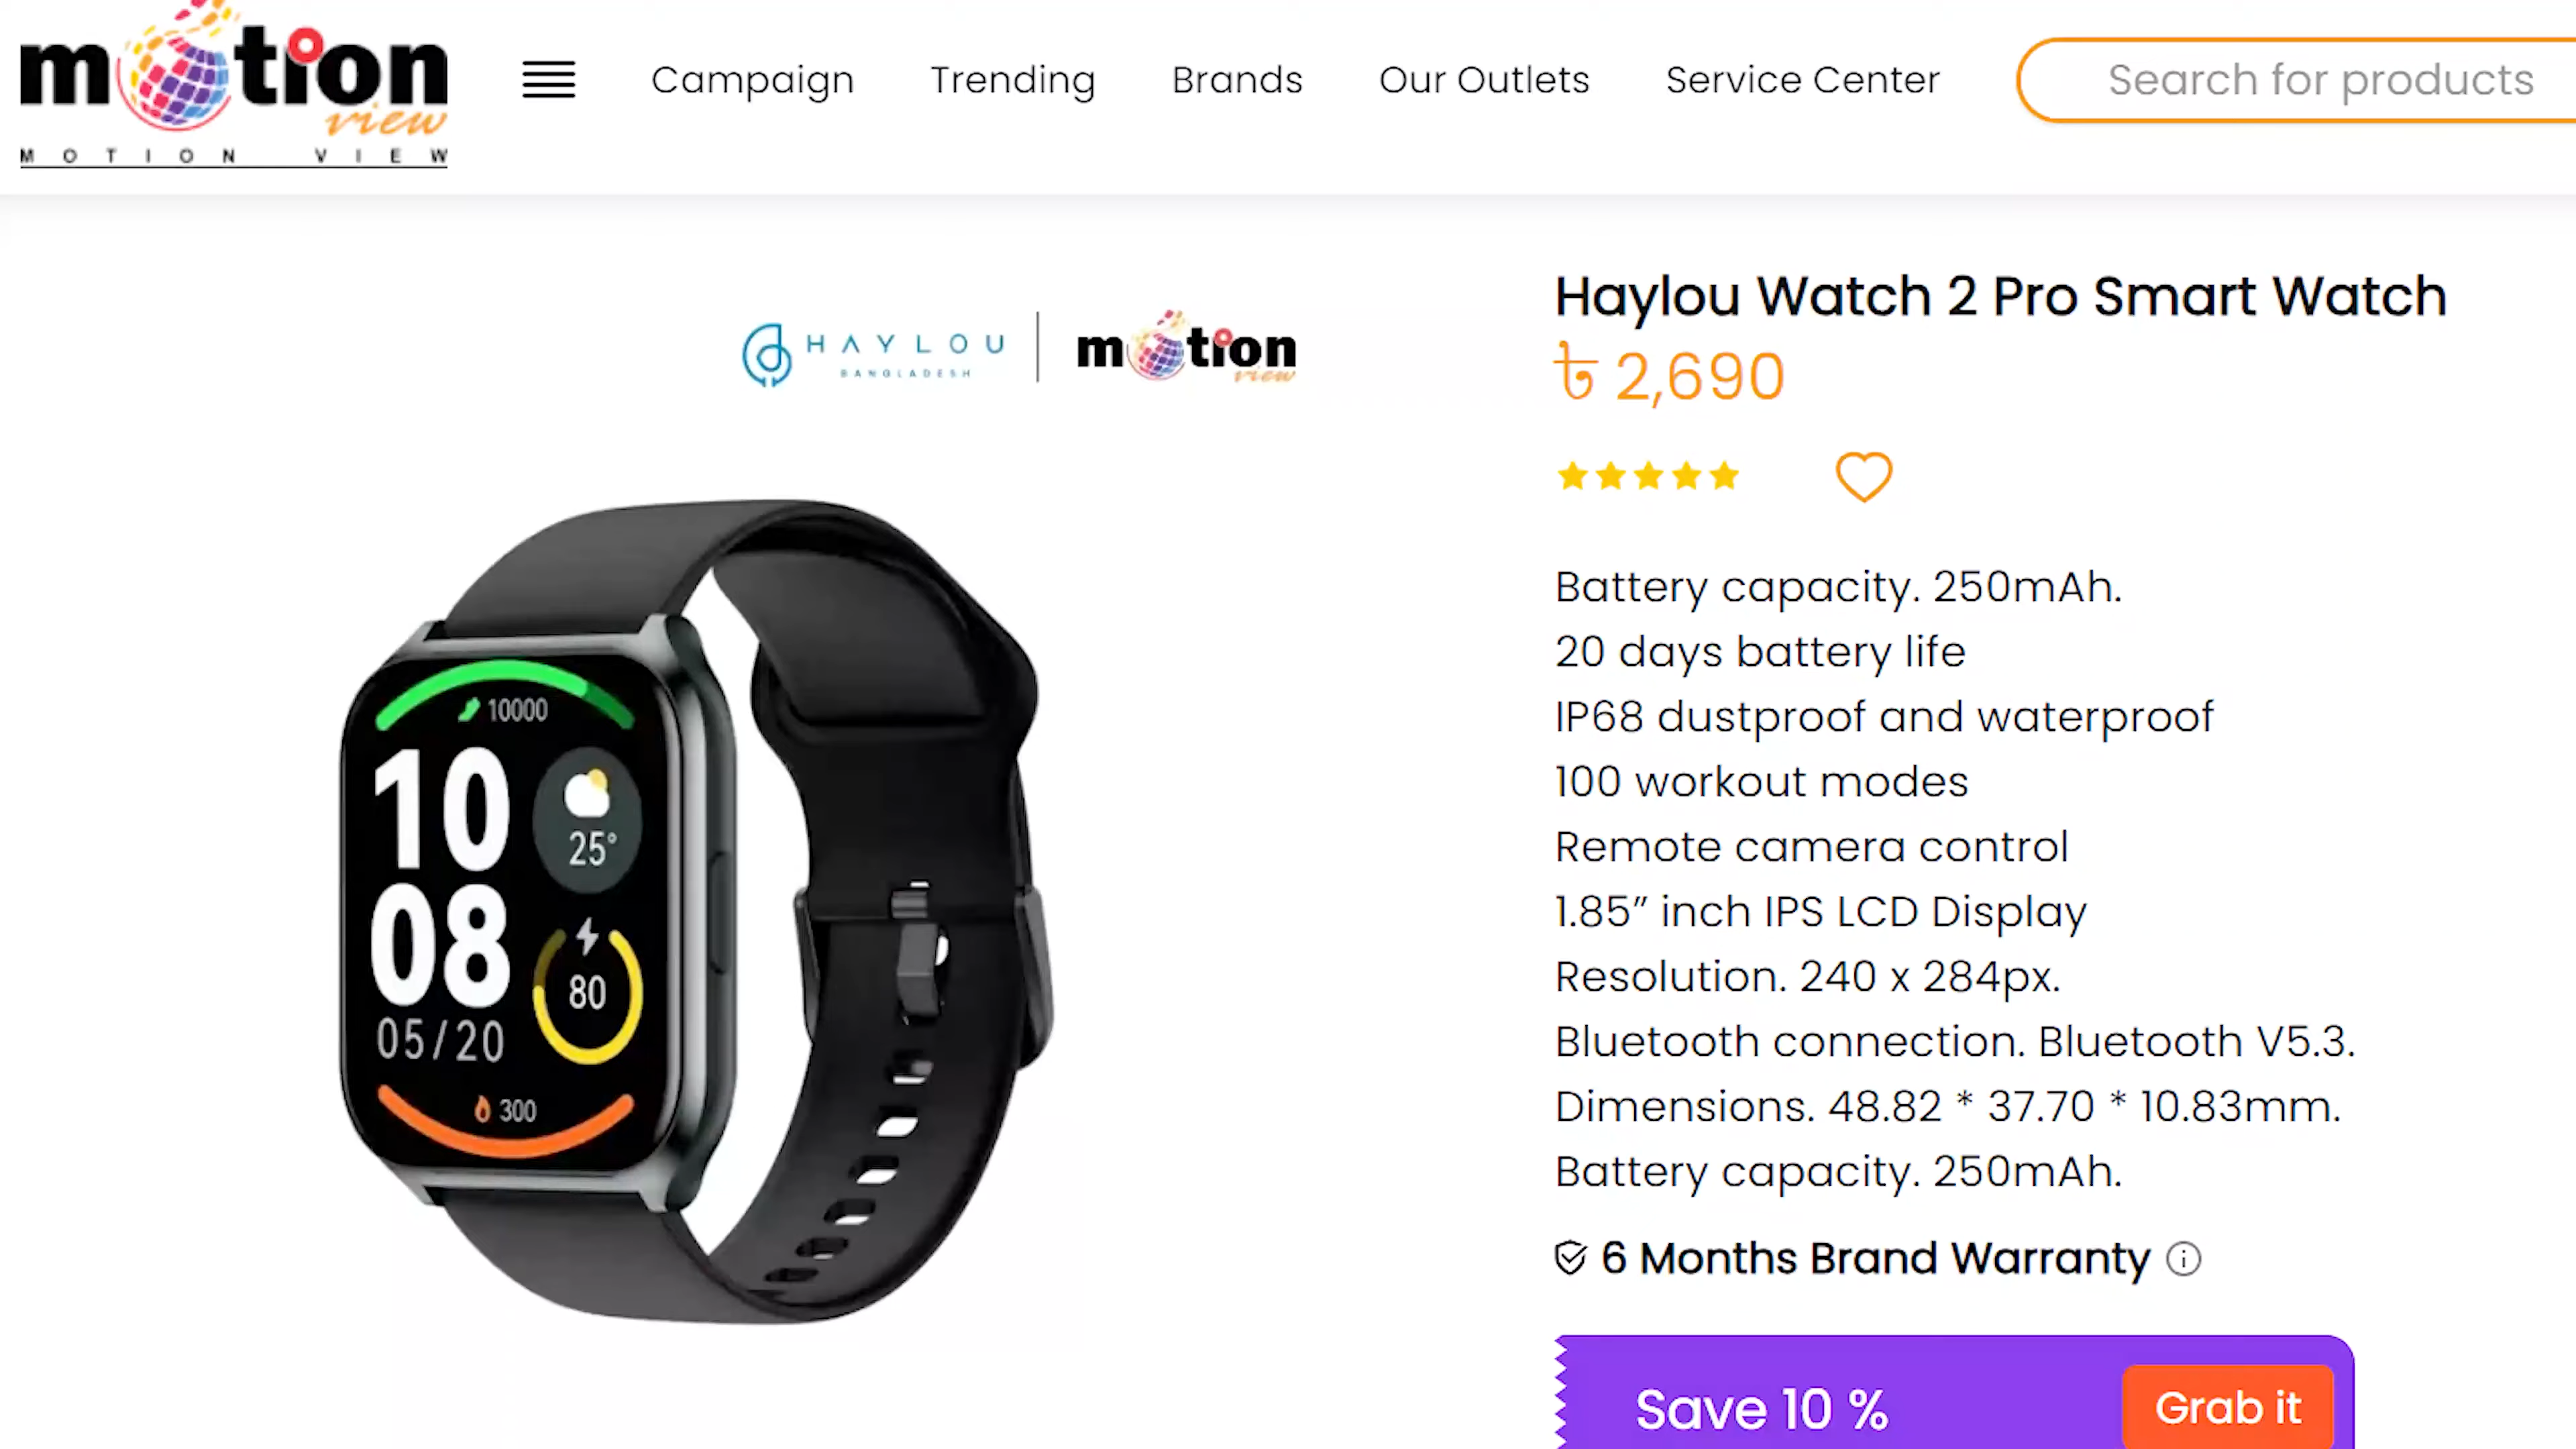 motion
view
MOTION VIEW
Campaign
Trending
Brands
Our Outlets
Service Center
Search for products
HAYLOU
BANGLADESH
motion
view
10000
10
08
25°
80
05/20
300
Haylou Watch 2 Pro Smart Watch
৳ 2,690
Battery capacity. 250mAh.
20 days battery life
IP68 dustproof and waterproof
100 workout modes
Remote camera control
1.85” inch IPS LCD Display
Resolution. 240 x 284px.
Bluetooth connection. Bluetooth V5.3.
Dimensions. 48.82 * 37.70 * 10.83mm.
Battery capacity. 250mAh.
6 Months Brand Warranty
Save 10 %
Grab it